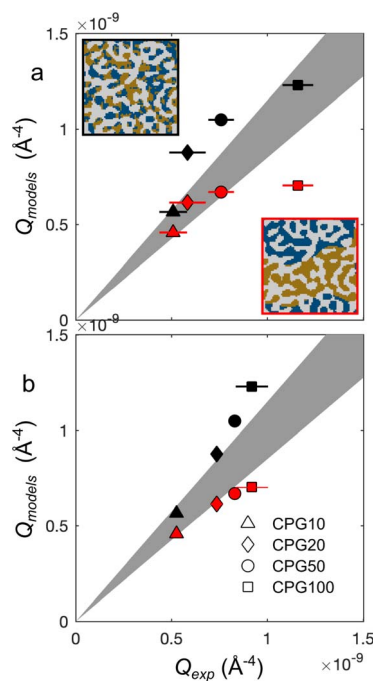 ×10⁻⁹
1.5
a
1
Q_models (Å⁻⁴)
0.5
0
×10⁻⁹
1.5
b
1
Q_models (Å⁻⁴)
0.5
CPG10
CPG20
CPG50
CPG100
0
0 0.5 1 1.5
Q_exp (Å⁻⁴) ×10⁻⁹